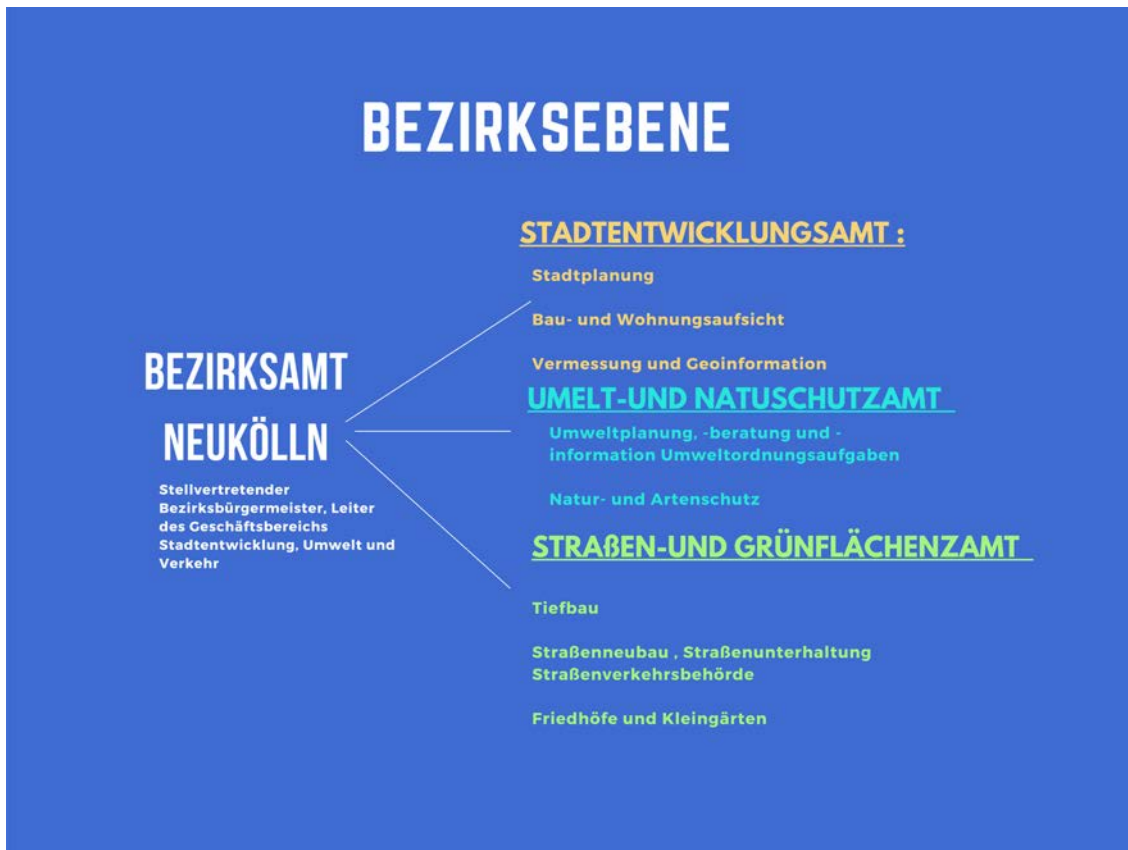 BEZIRKSEBENE
BEZIRKSAMT
NEUKÖLLN
Stellvertretender
Bezirksbürgermeister, Leiter
des Geschäftsbereichs
Stadtentwicklung, Umwelt und
Verkehr
STADTENTWICKLUNGSAMT :
Stadtplanung
Bau- und Wohnungsaufsicht
Vermessung und Geoinformation
UMELT-UND NATUSCHUTZAMT
Umweltplanung, -beratung und -
information Umweltordnungsaufgaben
Natur- und Artenschutz
STRAßEN-UND GRÜNFLÄCHENZAMT
Tiefbau
Straßenneubau , Straßenunterhaltung
Straßenverkehrsbehörde
Friedhöfe und Kleingärten